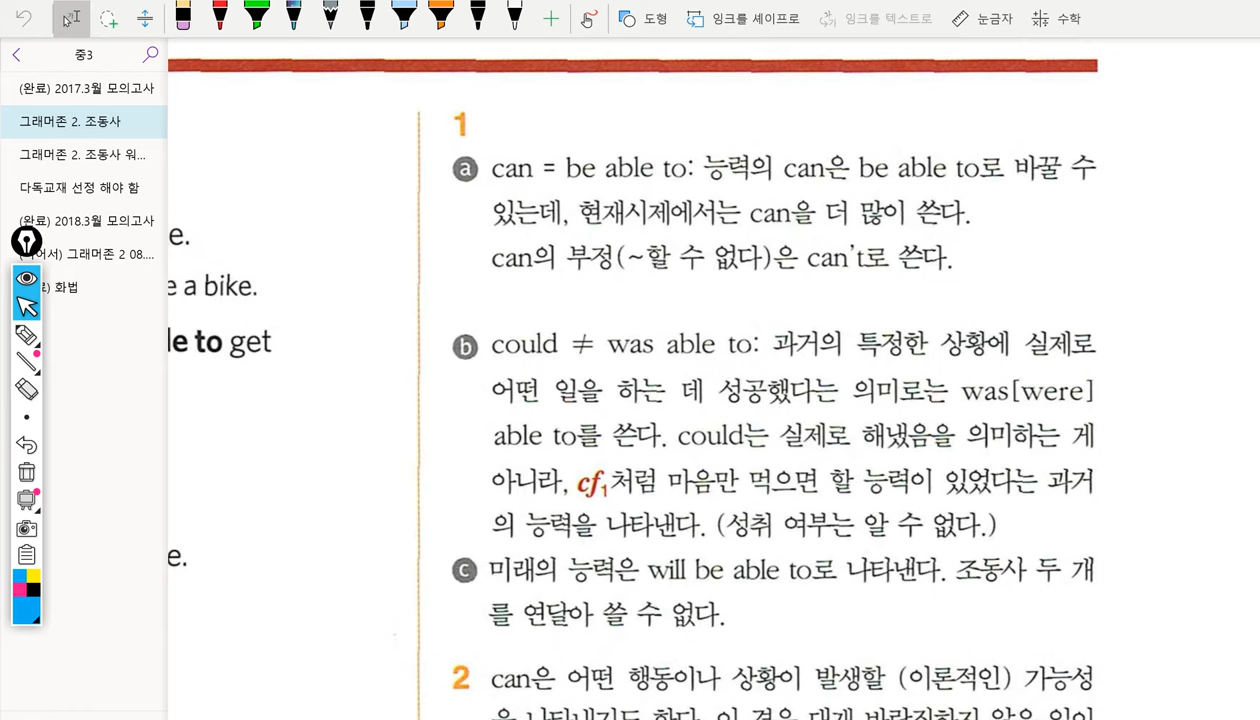 도형
잉크를 셰이프로
잉크를 텍스트로
눈금자
수학
중3
(완료) 2017.3월 모의고사
그래머존 2. 조동사
그래머존 2. 조동사 워...
다독교재 선정 해야 함
(완료) 2018.3월 모의고사
그래머존 2 08....
화법
e.
e a bike.
le to get
e.
1
a can = be able to: 능력의 can은 be able to로 바꿀 수
있는데, 현재시제에서는 can을 더 많이 쓴다.
can의 부정(~할 수 없다)은 can't로 쓴다.
b could ≠ was able to: 과거의 특정한 상황에 실제로
어떤 일을 하는 데 성공했다는 의미로는 was[were]
able to를 쓴다. could는 실제로 해냈음을 의미하는 게
아니라, cf1처럼 마음만 먹으면 할 능력이 있었다는 과거
의 능력을 나타낸다. (성취 여부는 알 수 없다.)
c 미래의 능력은 will be able to로 나타낸다. 조동사 두 개
를 연달아 쓸 수 없다.
2 can은 어떤 행동이나 상황이 발생할 (이론적인) 가능성